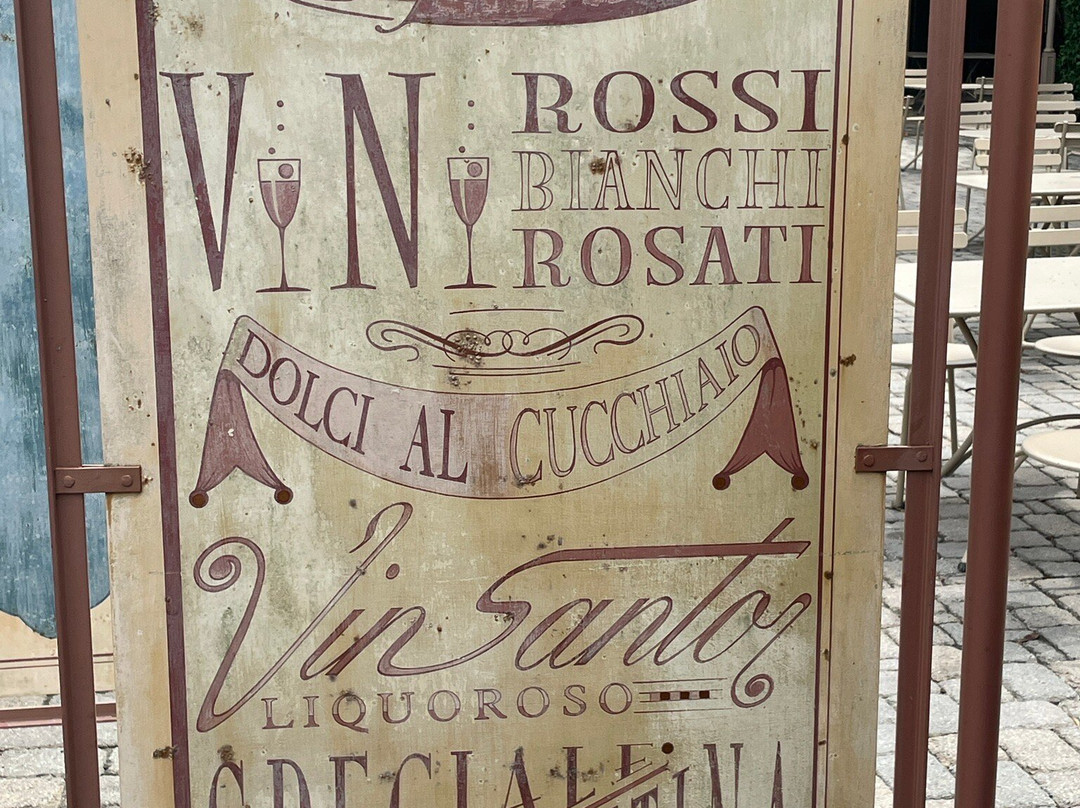 ViNi
ROSSI
BIANCHI
ROSATI
DOLCI AL CUCCHIAIO
Vin Santo
LIQUOROSO